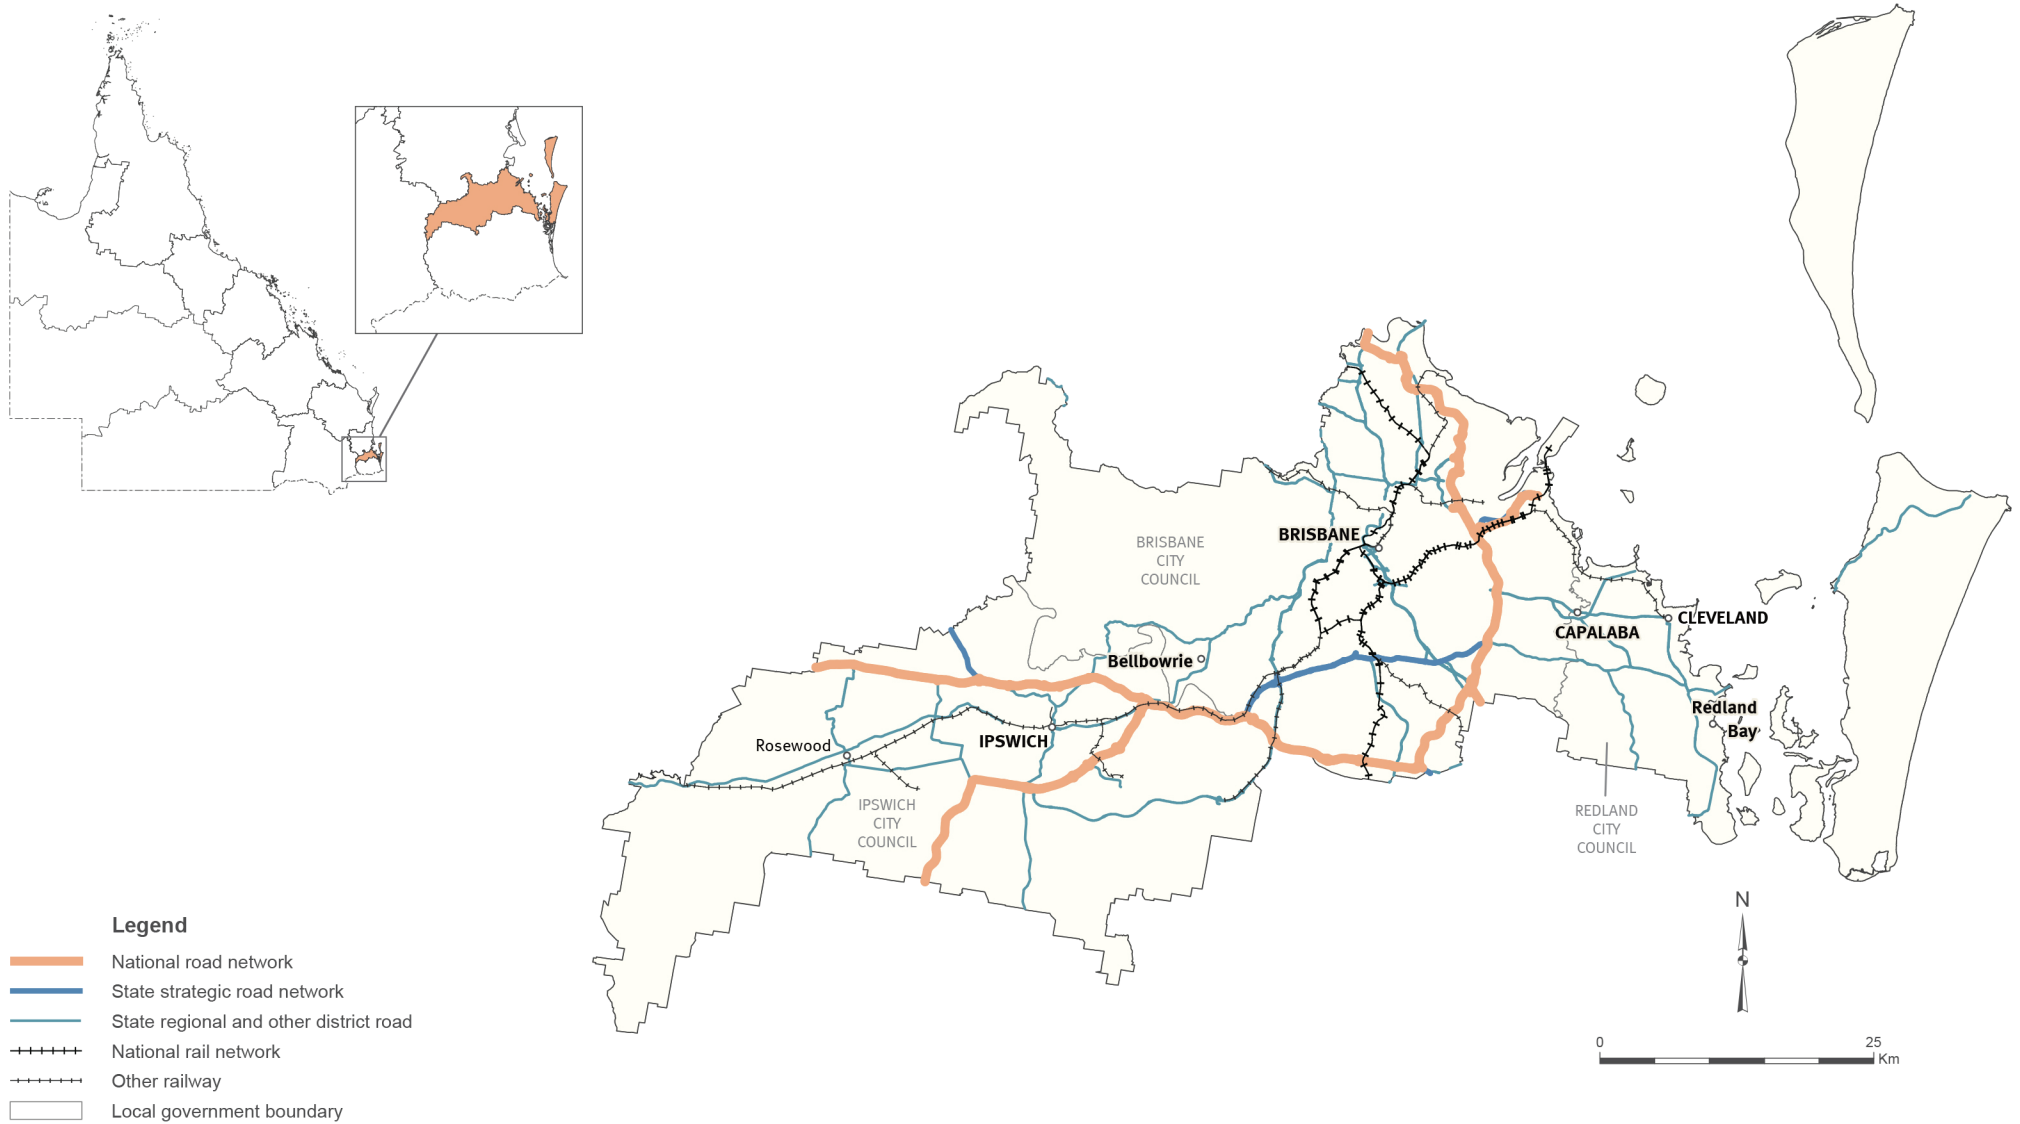 BRISBANE
BRISBANE
CITY
COUNCIL
CLEVELAND
CAPALABA
Bellbowrie
Redland
Bay
IPSWICH
Rosewood
IPSWICH
CITY
COUNCIL
REDLAND
CITY
COUNCIL
N
0 25
Km
Legend
National road network
State strategic road network
State regional and other district road
National rail network
Other railway
Local government boundary